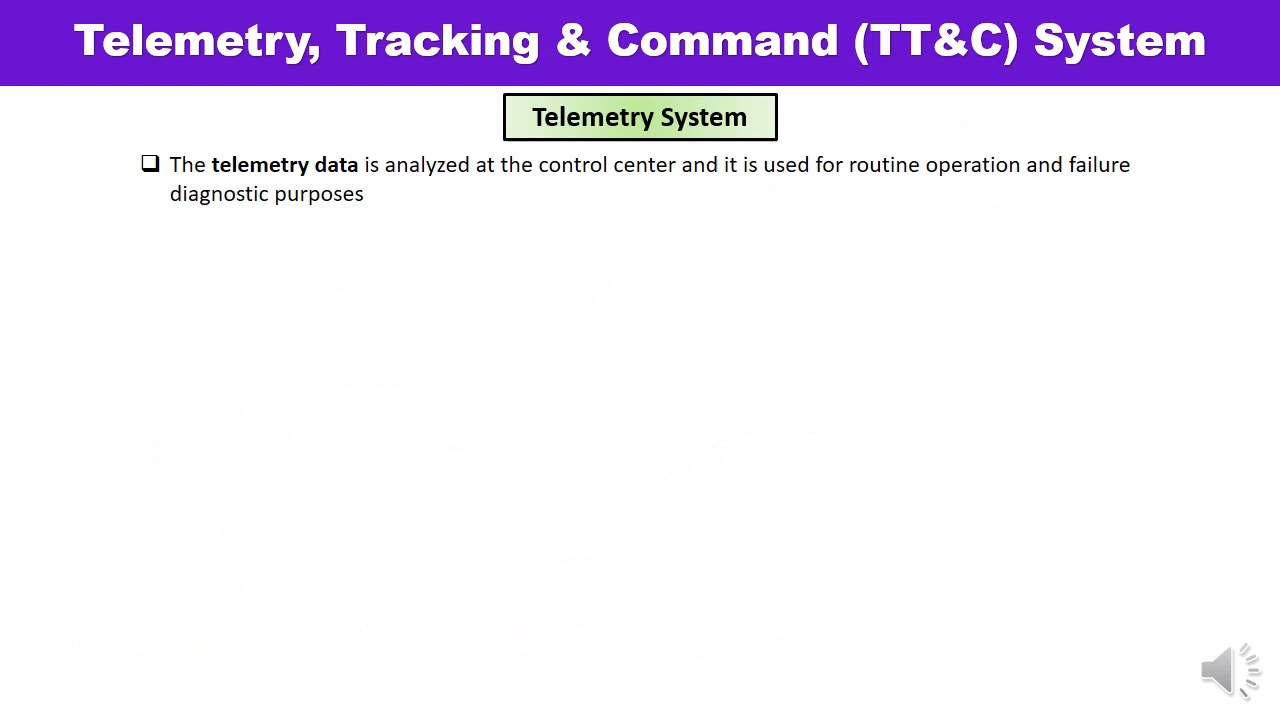 Telemetry, Tracking & Command (TT&C) System
Telemetry System
❑ The telemetry data is analyzed at the control center and it is used for routine operation and failure
diagnostic purposes